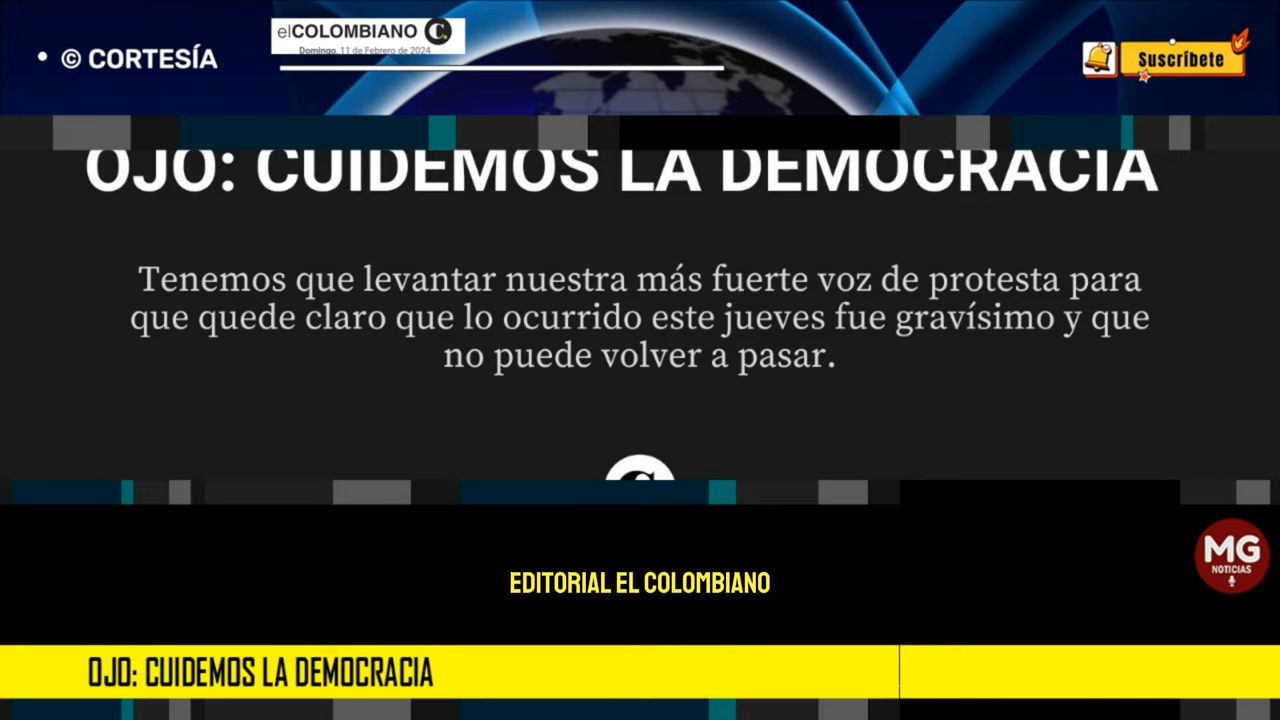 • © CORTESÍA
elCOLOMBIANO
Domingo, 11 de Febrero de 2024
Suscríbete
OJO: CUIDEMOS LA DEMOCRACIA
Tenemos que levantar nuestra más fuerte voz de protesta para
que quede claro que lo ocurrido este jueves fue gravísimo y que
no puede volver a pasar.
MG
NOTICIAS
EDITORIAL EL COLOMBIANO
OJO: CUIDEMOS LA DEMOCRACIA